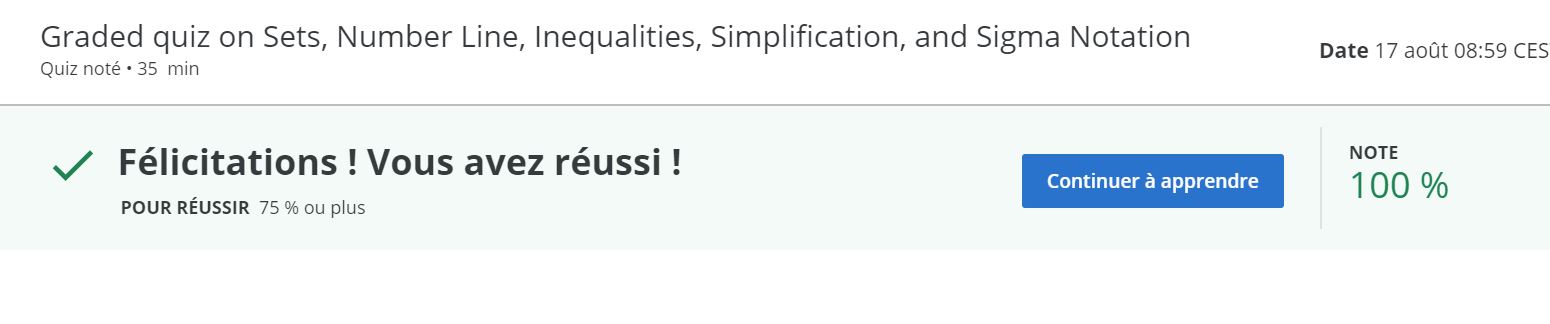 Graded quiz on Sets, Number Line, Inequalities, Simplification, and Sigma Notation
Quiz noté • 35 min
Date 17 août 08:59 CES
Félicitations ! Vous avez réussi !
POUR RÉUSSIR 75 % ou plus
Continuer à apprendre
NOTE
100 %